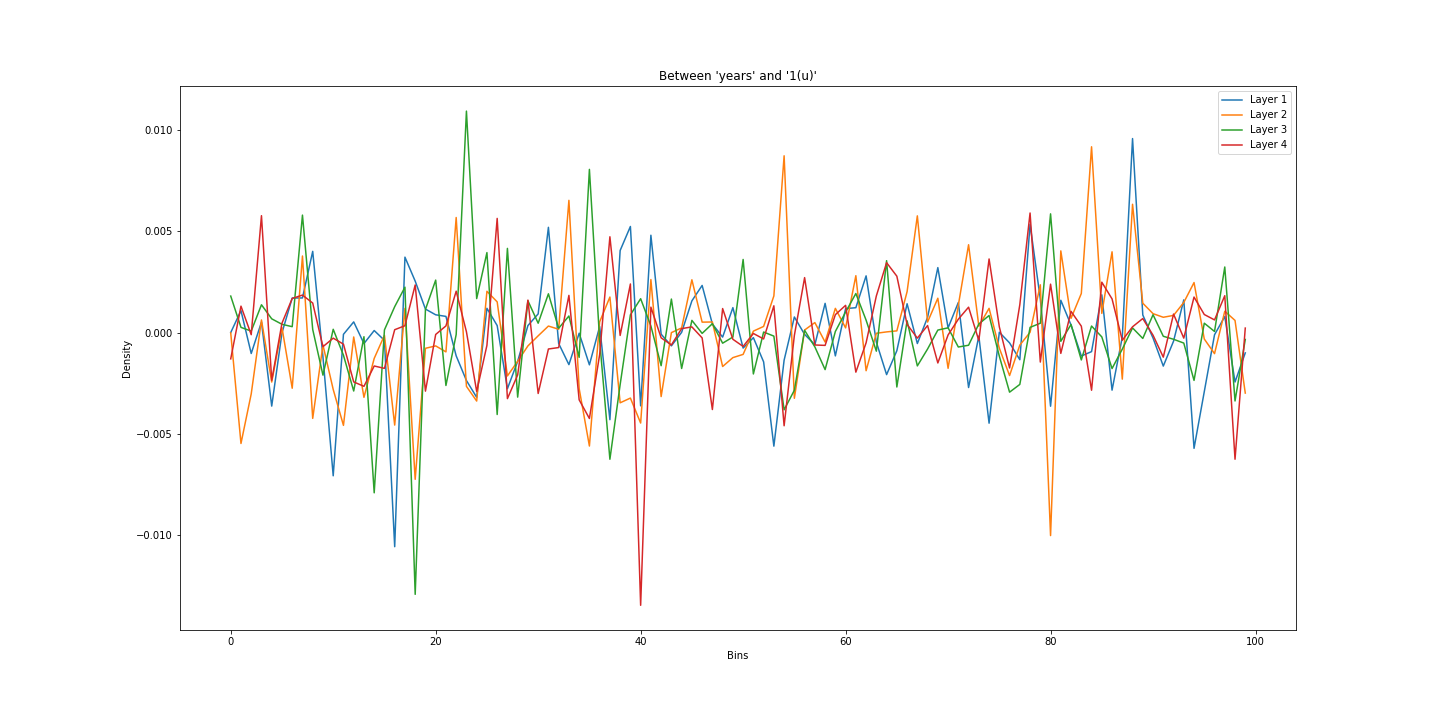 Between 'years' and '1(u)'
Layer 1
Layer 2
Layer 3
Layer 4
0.010
0.005
0.000
−0.005
−0.010
Density
0
20
40
60
80
100
Bins